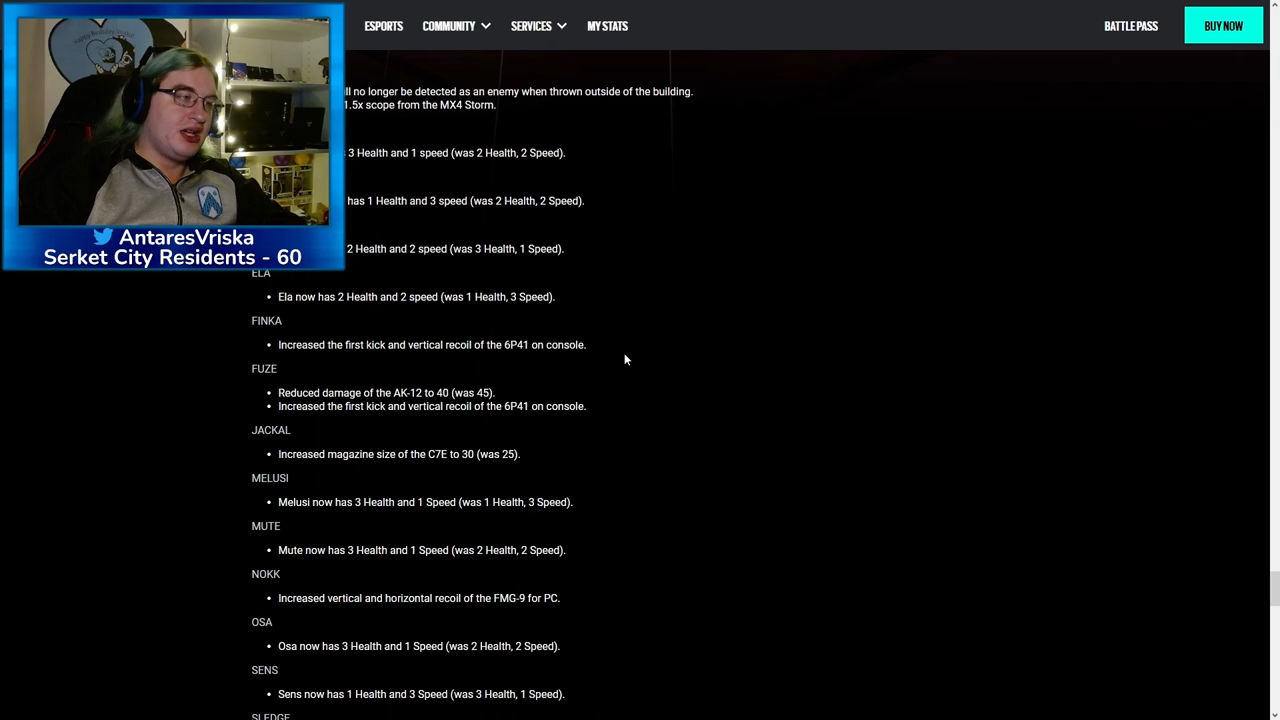 ESPORTS COMMUNITY SERVICES MY STATS BATTLE PASS BUY NOW
ll no longer be detected as an enemy when thrown outside of the building.
1.5x scope from the MX4 Storm.
3 Health and 1 speed (was 2 Health, 2 Speed).
has 1 Health and 3 speed (was 2 Health, 2 Speed).
2 Health and 2 speed (was 3 Health, 1 Speed).
AntaresVriska
Serket City Residents - 60
ELA
• Ela now has 2 Health and 2 speed (was 1 Health, 3 Speed).
FINKA
• Increased the first kick and vertical recoil of the 6P41 on console.
FUZE
• Reduced damage of the AK-12 to 40 (was 45).
• Increased the first kick and vertical recoil of the 6P41 on console.
JACKAL
• Increased magazine size of the C7E to 30 (was 25).
MELUSI
• Melusi now has 3 Health and 1 Speed (was 1 Health, 3 Speed).
MUTE
• Mute now has 3 Health and 1 Speed (was 2 Health, 2 Speed).
NOKK
• Increased vertical and horizontal recoil of the FMG-9 for PC.
OSA
• Osa now has 3 Health and 1 Speed (was 2 Health, 2 Speed).
SENS
• Sens now has 1 Health and 3 Speed (was 3 Health, 1 Speed).
SLEDGE